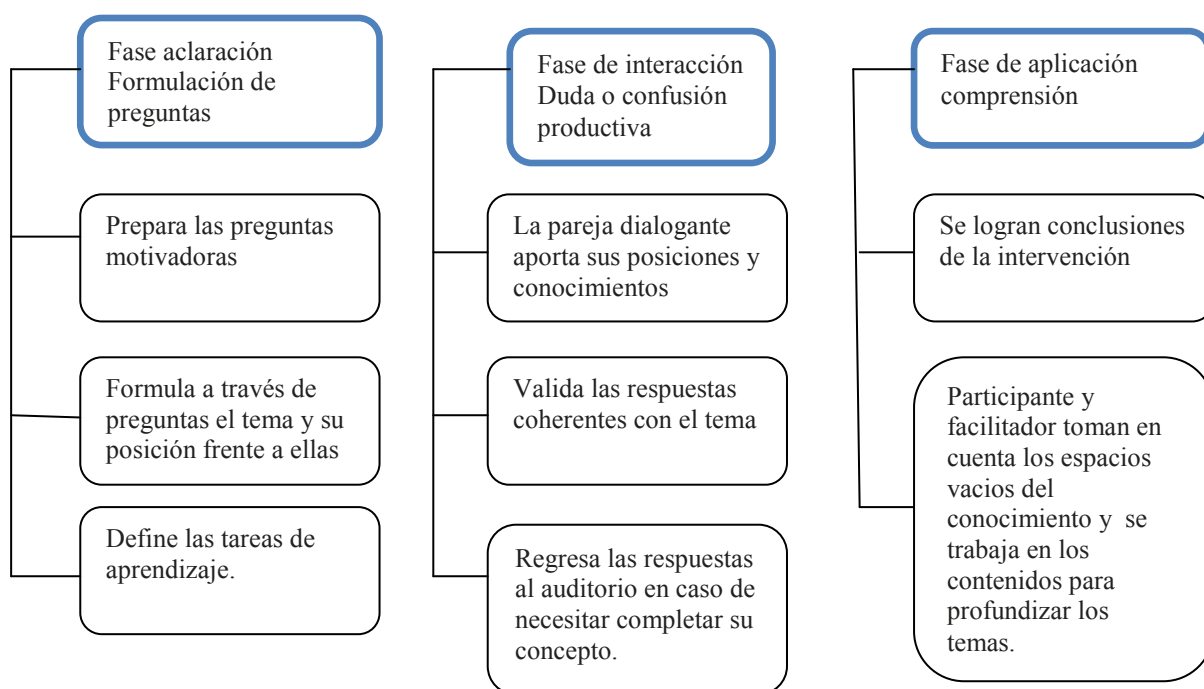 Fase aclaración
Formulación de
preguntas
Prepara las preguntas
motivadoras
Formula a través de
preguntas el tema y su
posición frente a ellas
Define las tareas de
aprendizaje.
Fase de interacción
Duda o confusión
productiva
La pareja dialogante
aporta sus posiciones y
conocimientos
Valida las respuestas
coherentes con el tema
Regresa las respuestas
al auditorio en caso de
necesitar completar su
concepto.
Fase de aplicación
comprensión
Se logran conclusiones
de la intervención
Participante y
facilitador toman en
cuenta los espacios
vacios del
conocimiento y se
trabaja en los
contenidos para
profundizar los
temas.